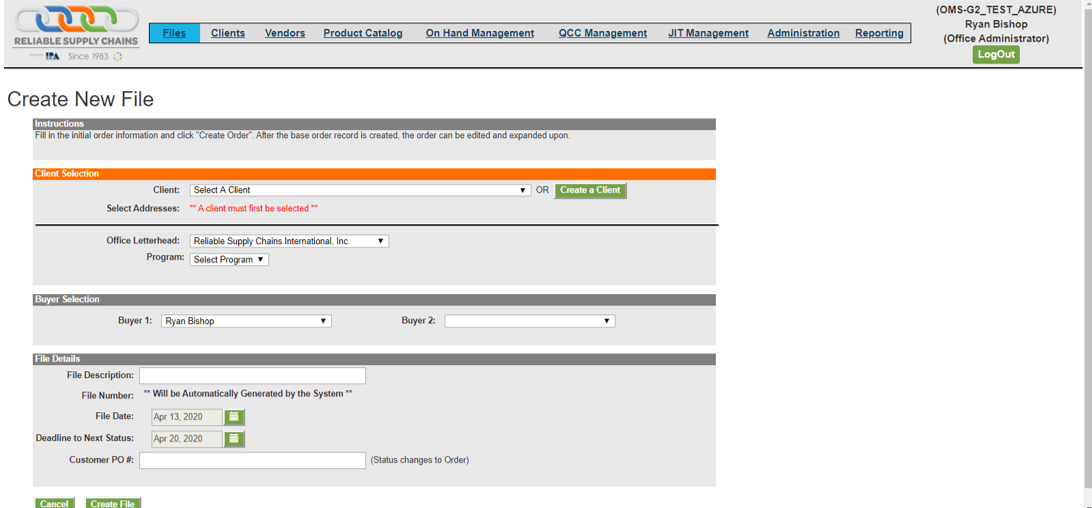 RELIABLE SUPPLY CHAINS
IPA Since 1983
Files Clients Vendors Product Catalog On Hand Management QCC Management JIT Management Administration Reporting
(OMS-G2_TEST_AZURE)
Ryan Bishop
(Office Administrator)
LogOut
Create New File
Instructions
Fill in the initial order information and click "Create Order". After the base order record is created, the order can be edited and expanded upon.
Client Selection
Client: Select A Client OR Create a Client
Select Addresses: ** A client must first be selected **
Office Letterhead: Reliable Supply Chains International, Inc.
Program: Select Program
Buyer Selection
Buyer 1: Ryan Bishop Buyer 2:
File Details
File Description:
File Number: ** Will be Automatically Generated by the System **
File Date: Apr 13, 2020
Deadline to Next Status: Apr 20, 2020
Customer PO #: (Status changes to Order)
Cancel Create File